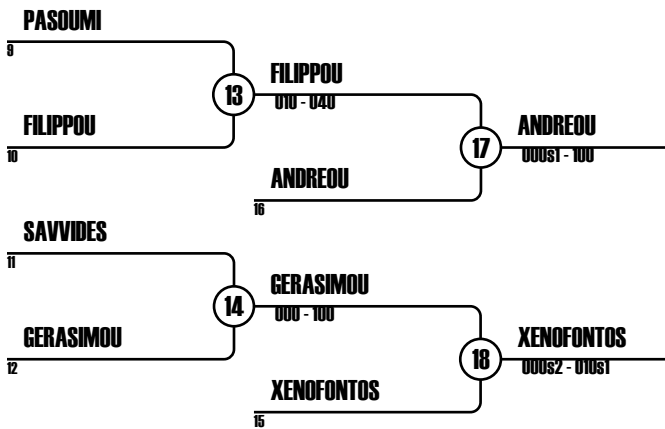 PASOUMI
9
13
FILIPPOU
010 - 040
FILIPPOU
10
17
ANDREOU
000s1 - 100
ANDREOU
16
SAVVIDES
11
14
GERASIMOU
000 - 100
GERASIMOU
12
18
XENOFONTOS
000s2 - 010s1
XENOFONTOS
15